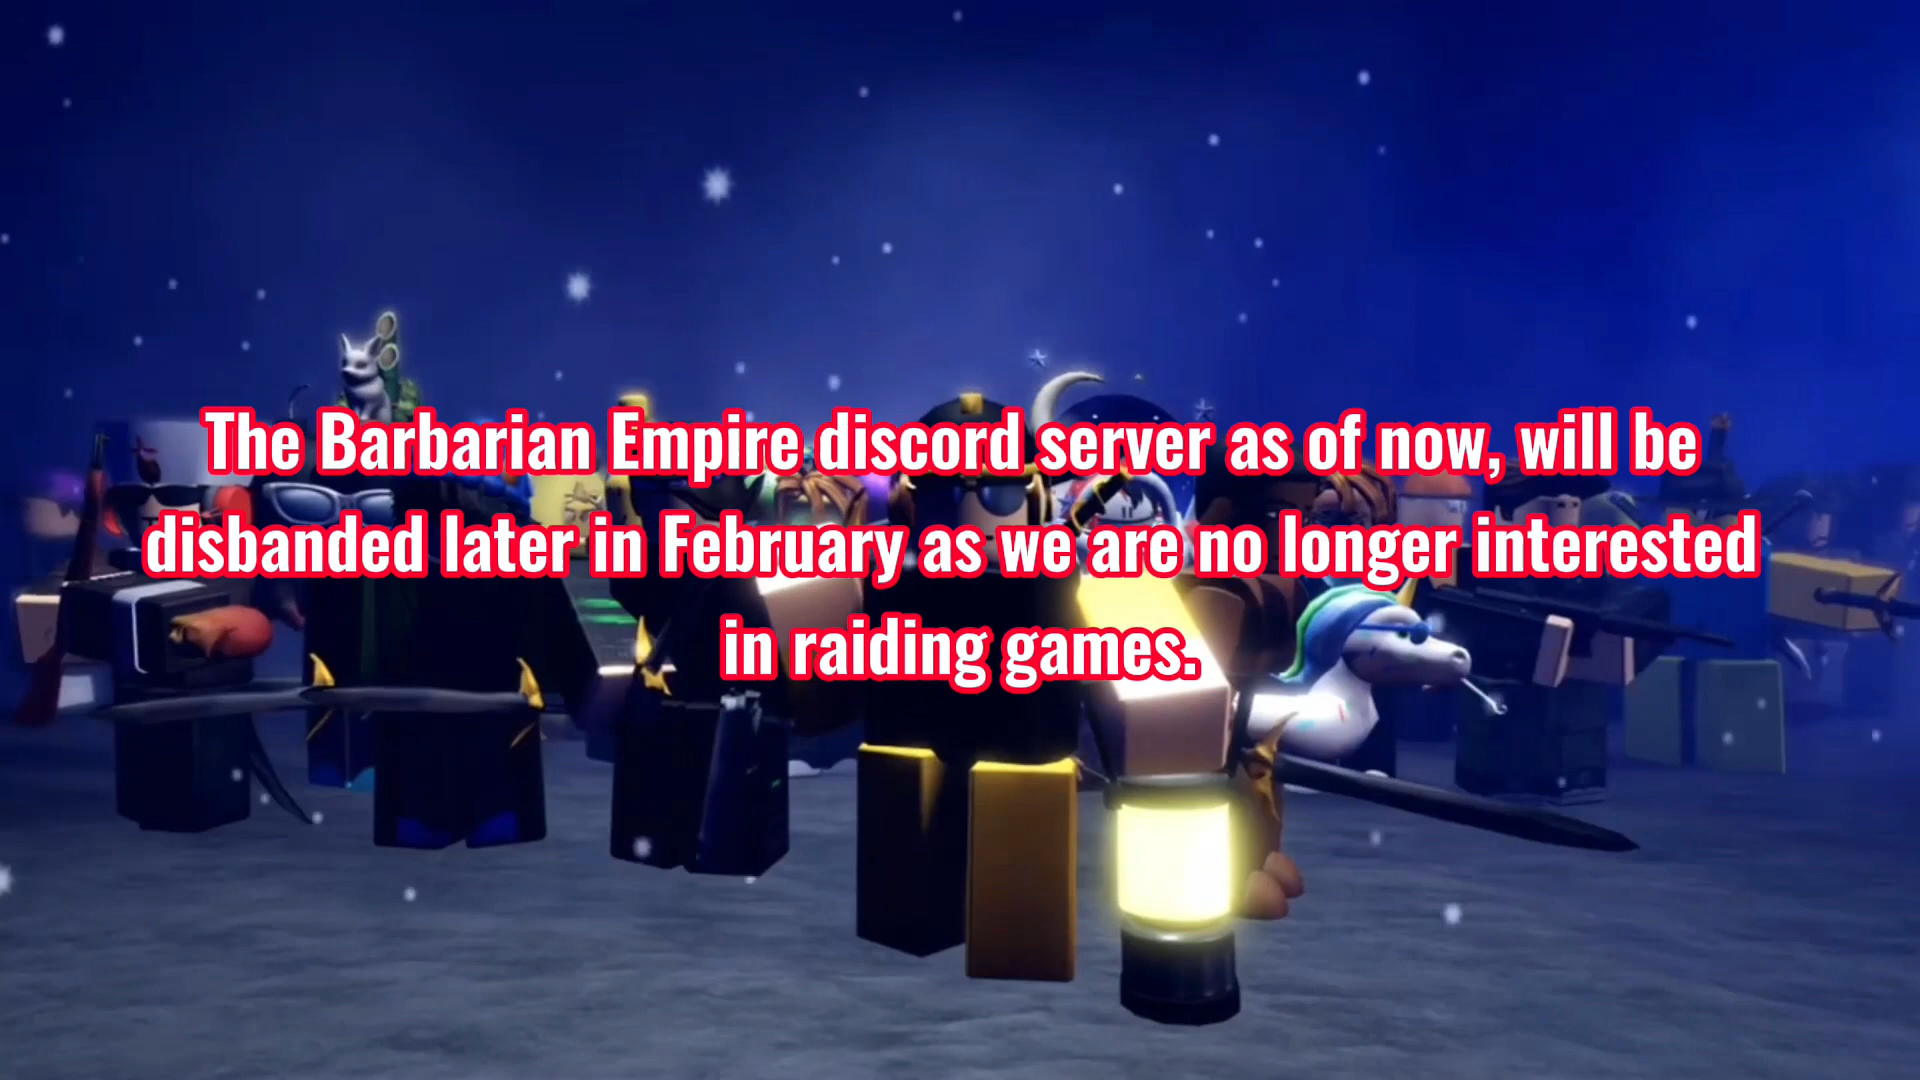 The Barbarian Empire discord server as of now, will be
disbanded later in February as we are no longer interested
in raiding games.